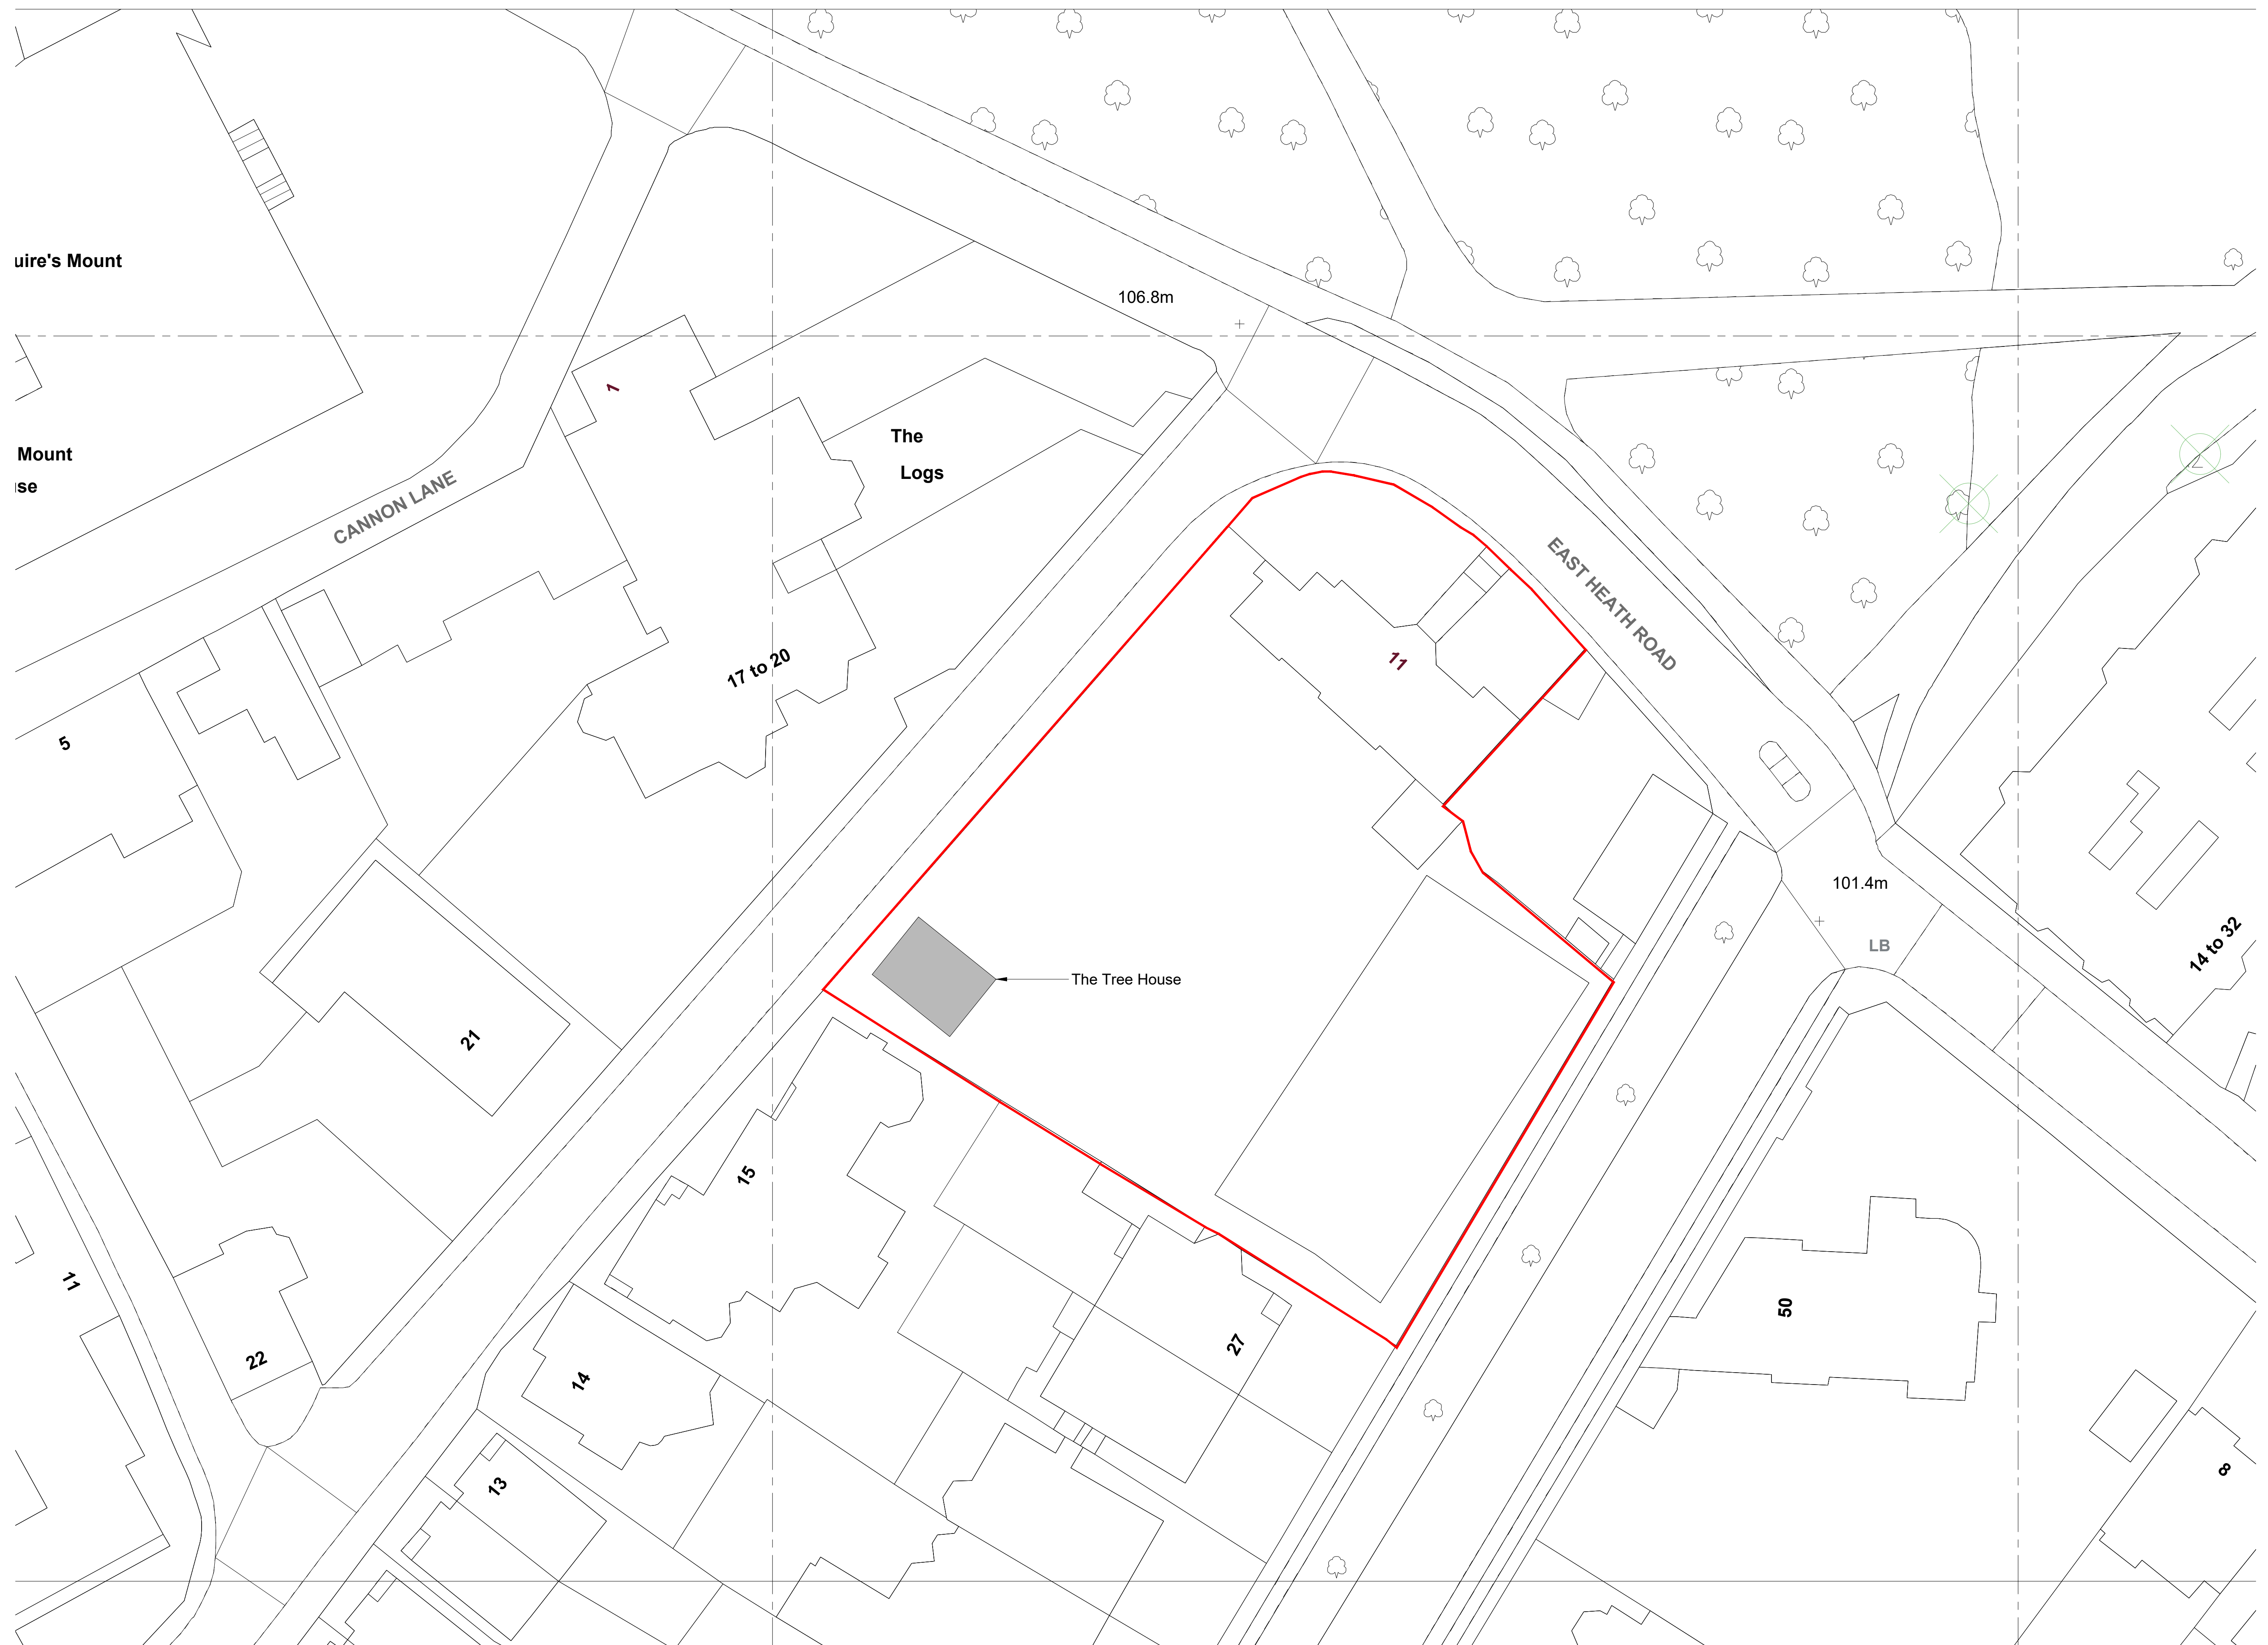 uire's Mount
106.8m
1
The
Logs
Mount
se
CANNON LANE
EAST HEATH ROAD
11
17 to 20
5
101.4m
LB
14 to 32
The Tree House
21
15
11
50
27
22
14
13
8